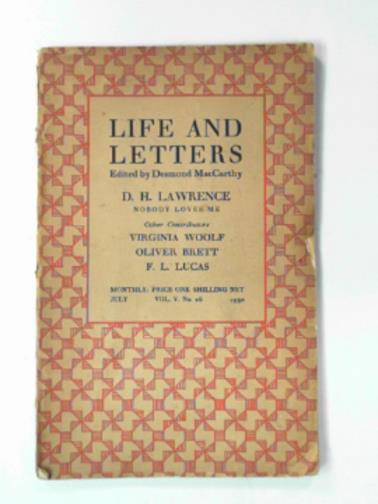 LIFE AND
LETTERS
Edited by Desmond MacCarthy
D. H. LAWRENCE
NOBODY LOVES ME
Other Contributors
VIRGINIA WOOLF
OLIVER BRETT
F. L. LUCAS
MONTHLY: PRICE ONE SHILLING NET
JULY VOL. V. No. 26 1930